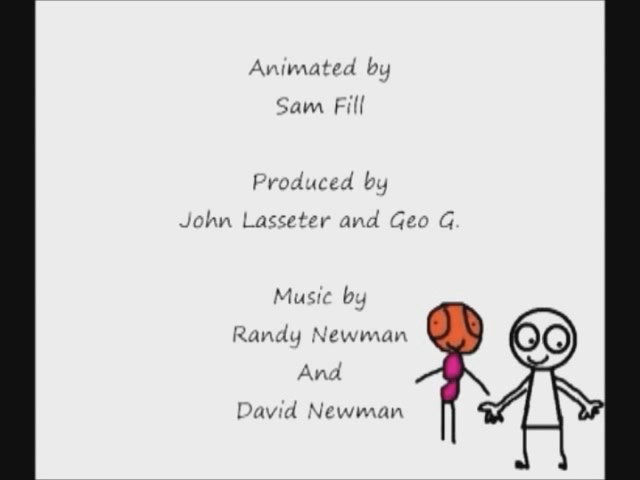 Animated by
Sam Fill
Produced by
John Lasseter and Geo G.
Music by
Randy Newman
And
David Newman